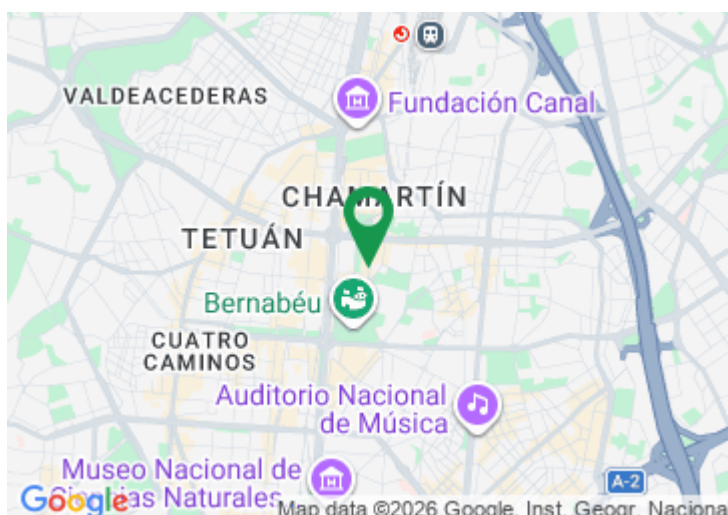 VALDEACEDERAS
Fundación Canal
CHAMARTÍN
TETUÁN
Bernabéu
CUATRO
CAMINOS
Auditorio Nacional
de Música
Museo Nacional de
Ciencias Naturales
A-2
Google
Map data ©2026 Google, Inst. Geogr. Naciona